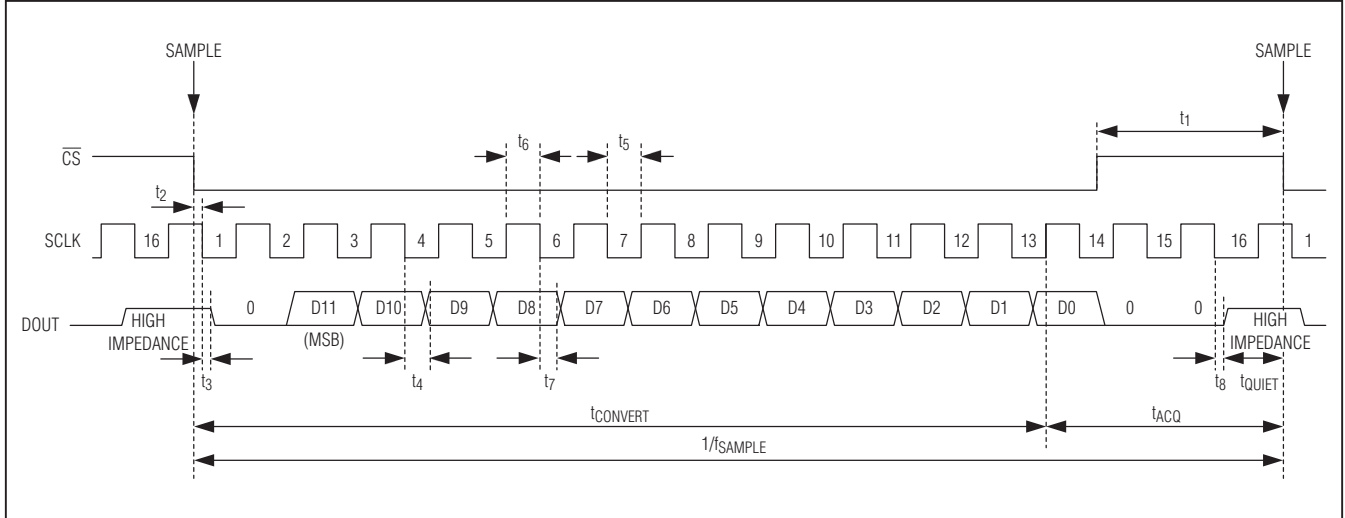 SAMPLE SAMPLE
t1
t6 t5
CS
t2
SCLK 16 1 2 3 4 5 6 7 8 9 10 11 12 13 14 15 16 1
DOUT HIGH IMPEDANCE 0 D11 D10 D9 D8 D7 D6 D5 D4 D3 D2 D1 D0 0 0 HIGH IMPEDANCE
(MSB)
t3 t4 t7 t8 tQUIET
tCONVERT tACQ
1/fSAMPLE